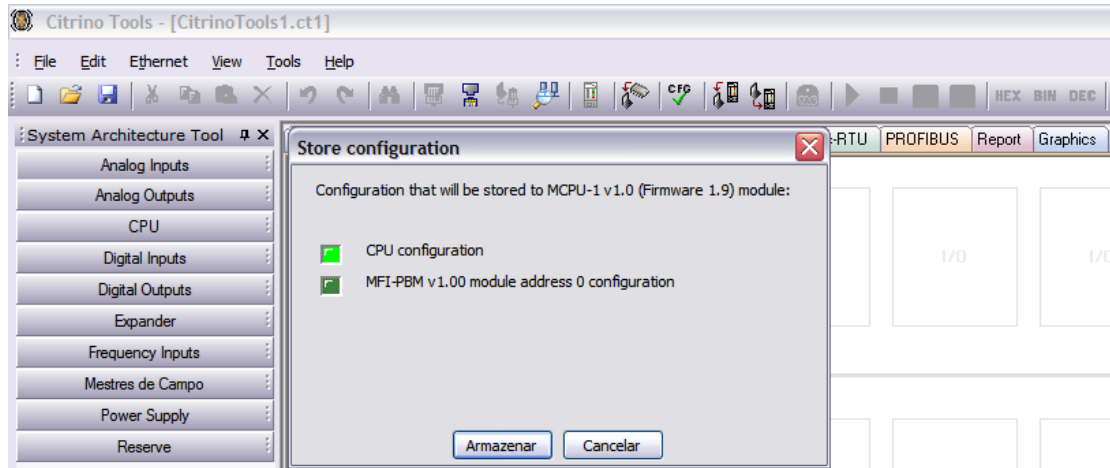 Citrino Tools - [CitrinoTools1.ct1]
File Edit Ethernet View Tools Help
CFG HEX BIN DEC
System Architecture Tool
-RTU PROFIBUS Report Graphics
Analog Inputs
Analog Outputs
CPU
Digital Inputs
Digital Outputs
Expander
Frequency Inputs
Mestres de Campo
Power Supply
Reserve
Store configuration
Configuration that will be stored to MCPU-1 v1.0 (Firmware 1.9) module:
CPU configuration
MFI-PBM v1.00 module address 0 configuration
Armazenar Cancelar
I/O I/O